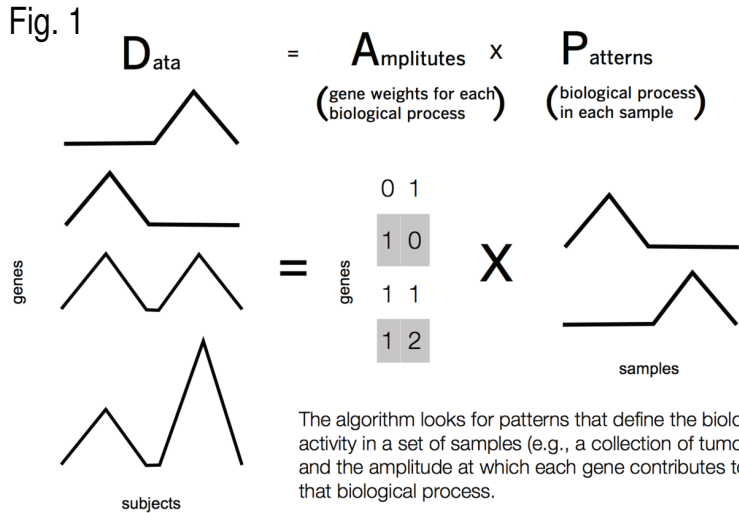 Fig. 1
Data = Amplitutes x Patterns
(gene weights for each biological process) (biological process in each sample)
0 1
1 0
1 1
1 2
genes
=
genes
X
samples
The algorithm looks for patterns that define the biolo
activity in a set of samples (e.g., a collection of tumo
and the amplitude at which each gene contributes to
that biological process.
subjects